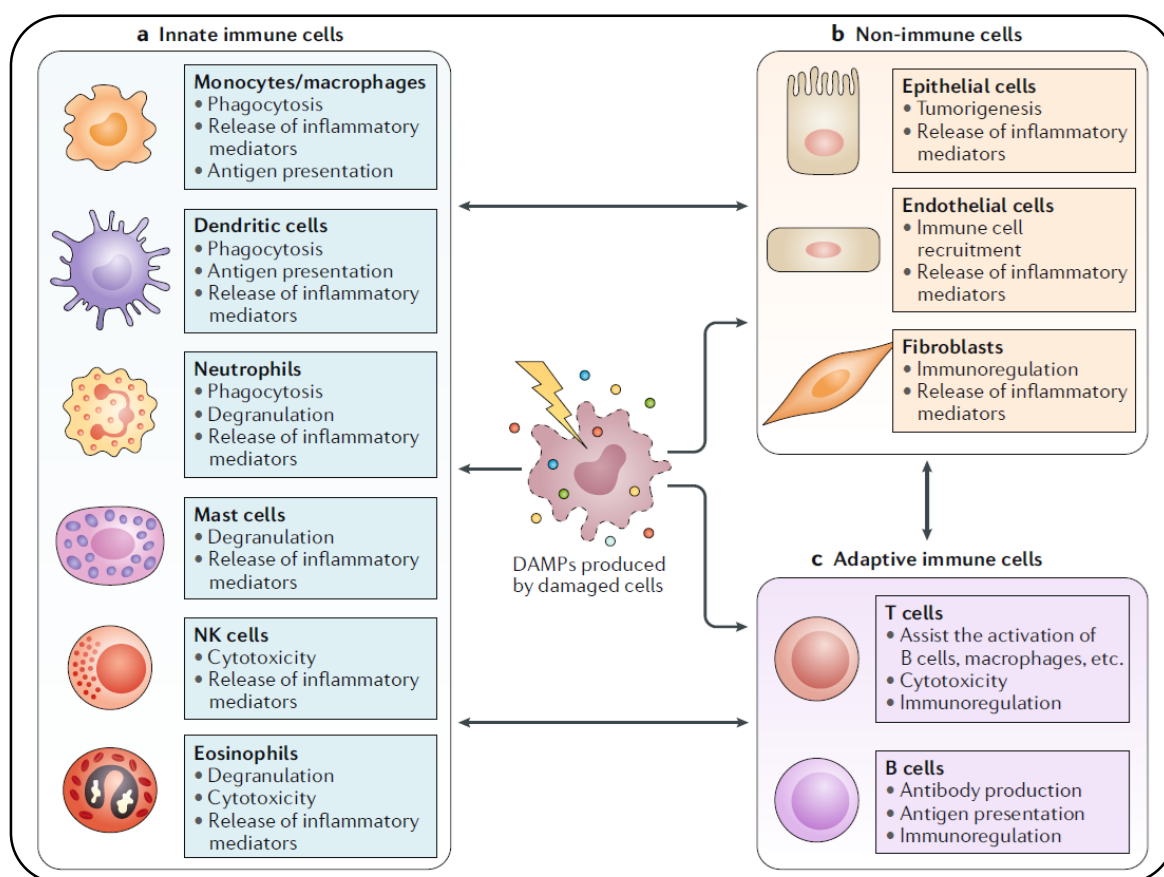 a Innate immune cells
Monocytes/macrophages
• Phagocytosis
• Release of inflammatory
mediators
• Antigen presentation
Dendritic cells
• Phagocytosis
• Antigen presentation
• Release of inflammatory
mediators
Neutrophils
• Phagocytosis
• Degranulation
• Release of inflammatory
mediators
Mast cells
• Degranulation
• Release of inflammatory
mediators
NK cells
• Cytotoxicity
• Release of inflammatory
mediators
Eosinophils
• Degranulation
• Cytotoxicity
• Release of inflammatory
mediators
DAMPs produced
by damaged cells
b Non-immune cells
Epithelial cells
• Tumorigenesis
• Release of inflammatory
mediators
Endothelial cells
• Immune cell
recruitment
• Release of inflammatory
mediators
Fibroblasts
• Immunoregulation
• Release of inflammatory
mediators
c Adaptive immune cells
T cells
• Assist the activation of
B cells, macrophages, etc.
• Cytotoxicity
• Immunoregulation
B cells
• Antibody production
• Antigen presentation
• Immunoregulation